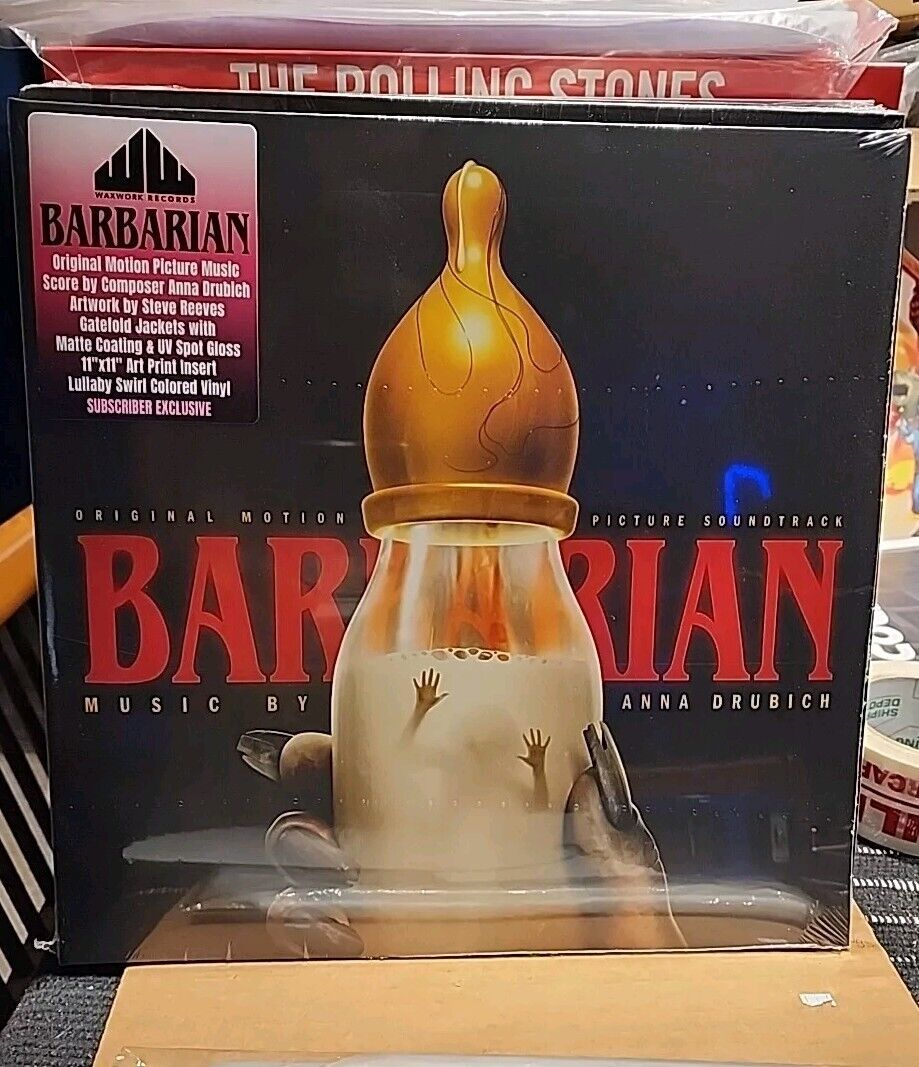 THE ROLLING STONES
WAXWORK RECORDS
BARBARIAN
Original Motion Picture Music
Score by Composer Anna Drubich
Artwork by Steve Reeves
Gatefold Jackets with
Matte Coating & UV Spot Gloss
11"x11" Art Print Insert
Lullaby Swirl Colored Vinyl
SUBSCRIBER EXCLUSIVE
ORIGINAL MOTION PICTURE SOUNDTRACK
BARBARIAN
MUSIC BY ANNA DRUBICH